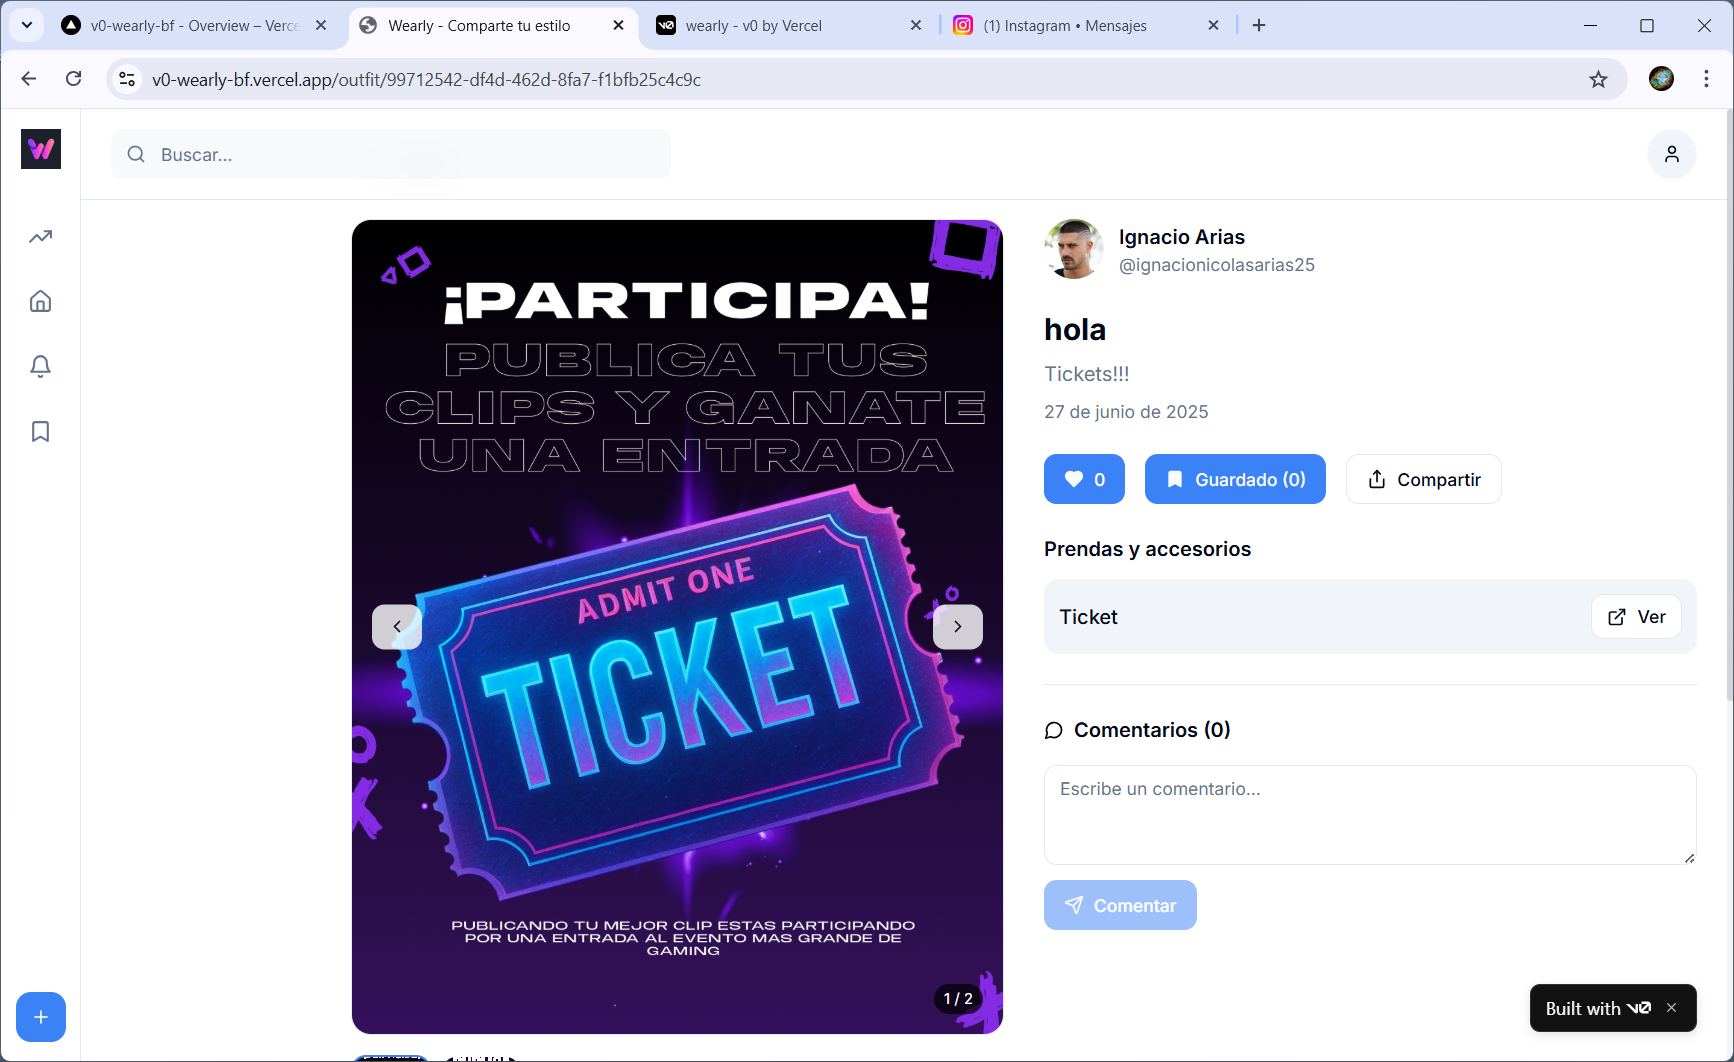 v0-wearly-bf - Overview – Verce
Wearly - Comparte tu estilo
wearly - v0 by Vercel
(1) Instagram • Mensajes
v0-wearly-bf.vercel.app/outfit/99712542-df4d-462d-8fa7-f1bfb25c4c9c
Buscar...
¡PARTICIPA!
PUBLICA TUS
CLIPS Y GANATE
UNA ENTRADA
ADMIT ONE
TICKET
PUBLICANDO TU MEJOR CLIP ESTAS PARTICIPANDO
POR UNA ENTRADA AL EVENTO MAS GRANDE DE
GAMING
1 / 2
Ignacio Arias
@ignacionicolasarias25
hola
Tickets!!!
27 de junio de 2025
0
Guardado (0)
Compartir
Prendas y accesorios
Ticket
Ver
Comentarios (0)
Escribe un comentario...
Comentar
Built with v0